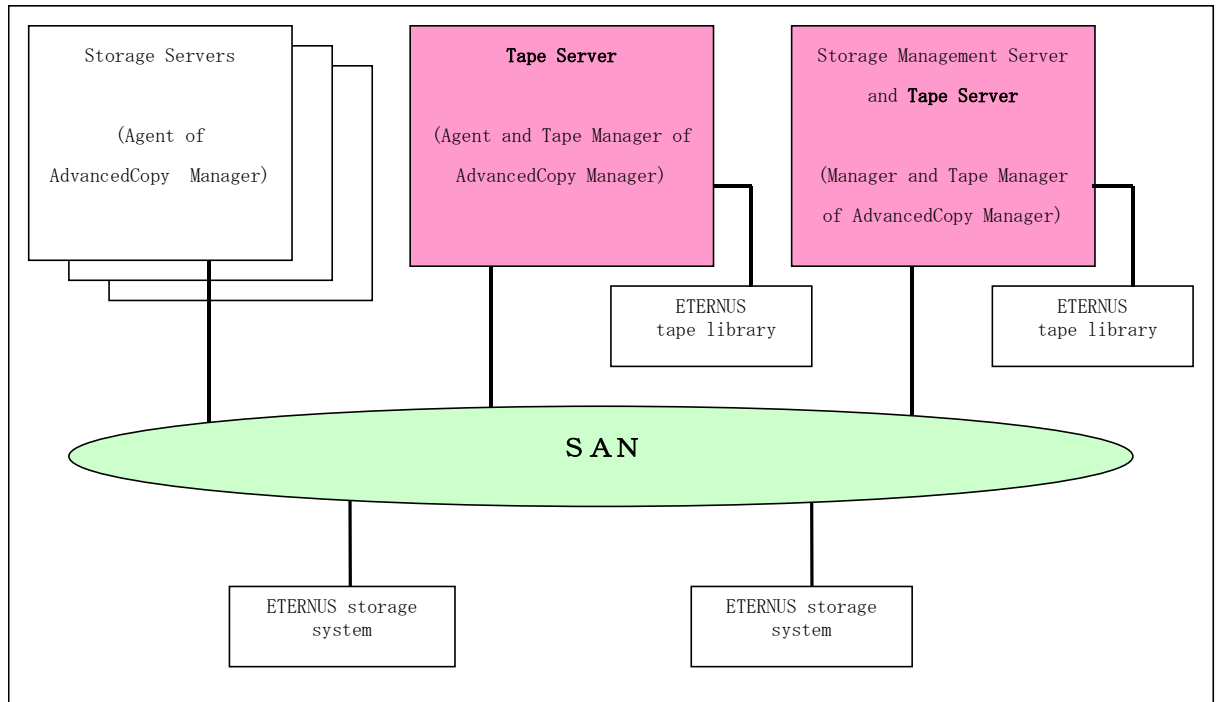 Storage Servers
(Agent of
AdvancedCopy Manager)
Tape Server
(Agent and Tape Manager of
AdvancedCopy Manager)
Storage Management Server
and Tape Server
(Manager and Tape Manager
of AdvancedCopy Manager)
ETERNUS
tape library
ETERNUS
tape library
SAN
ETERNUS storage
system
ETERNUS storage
system